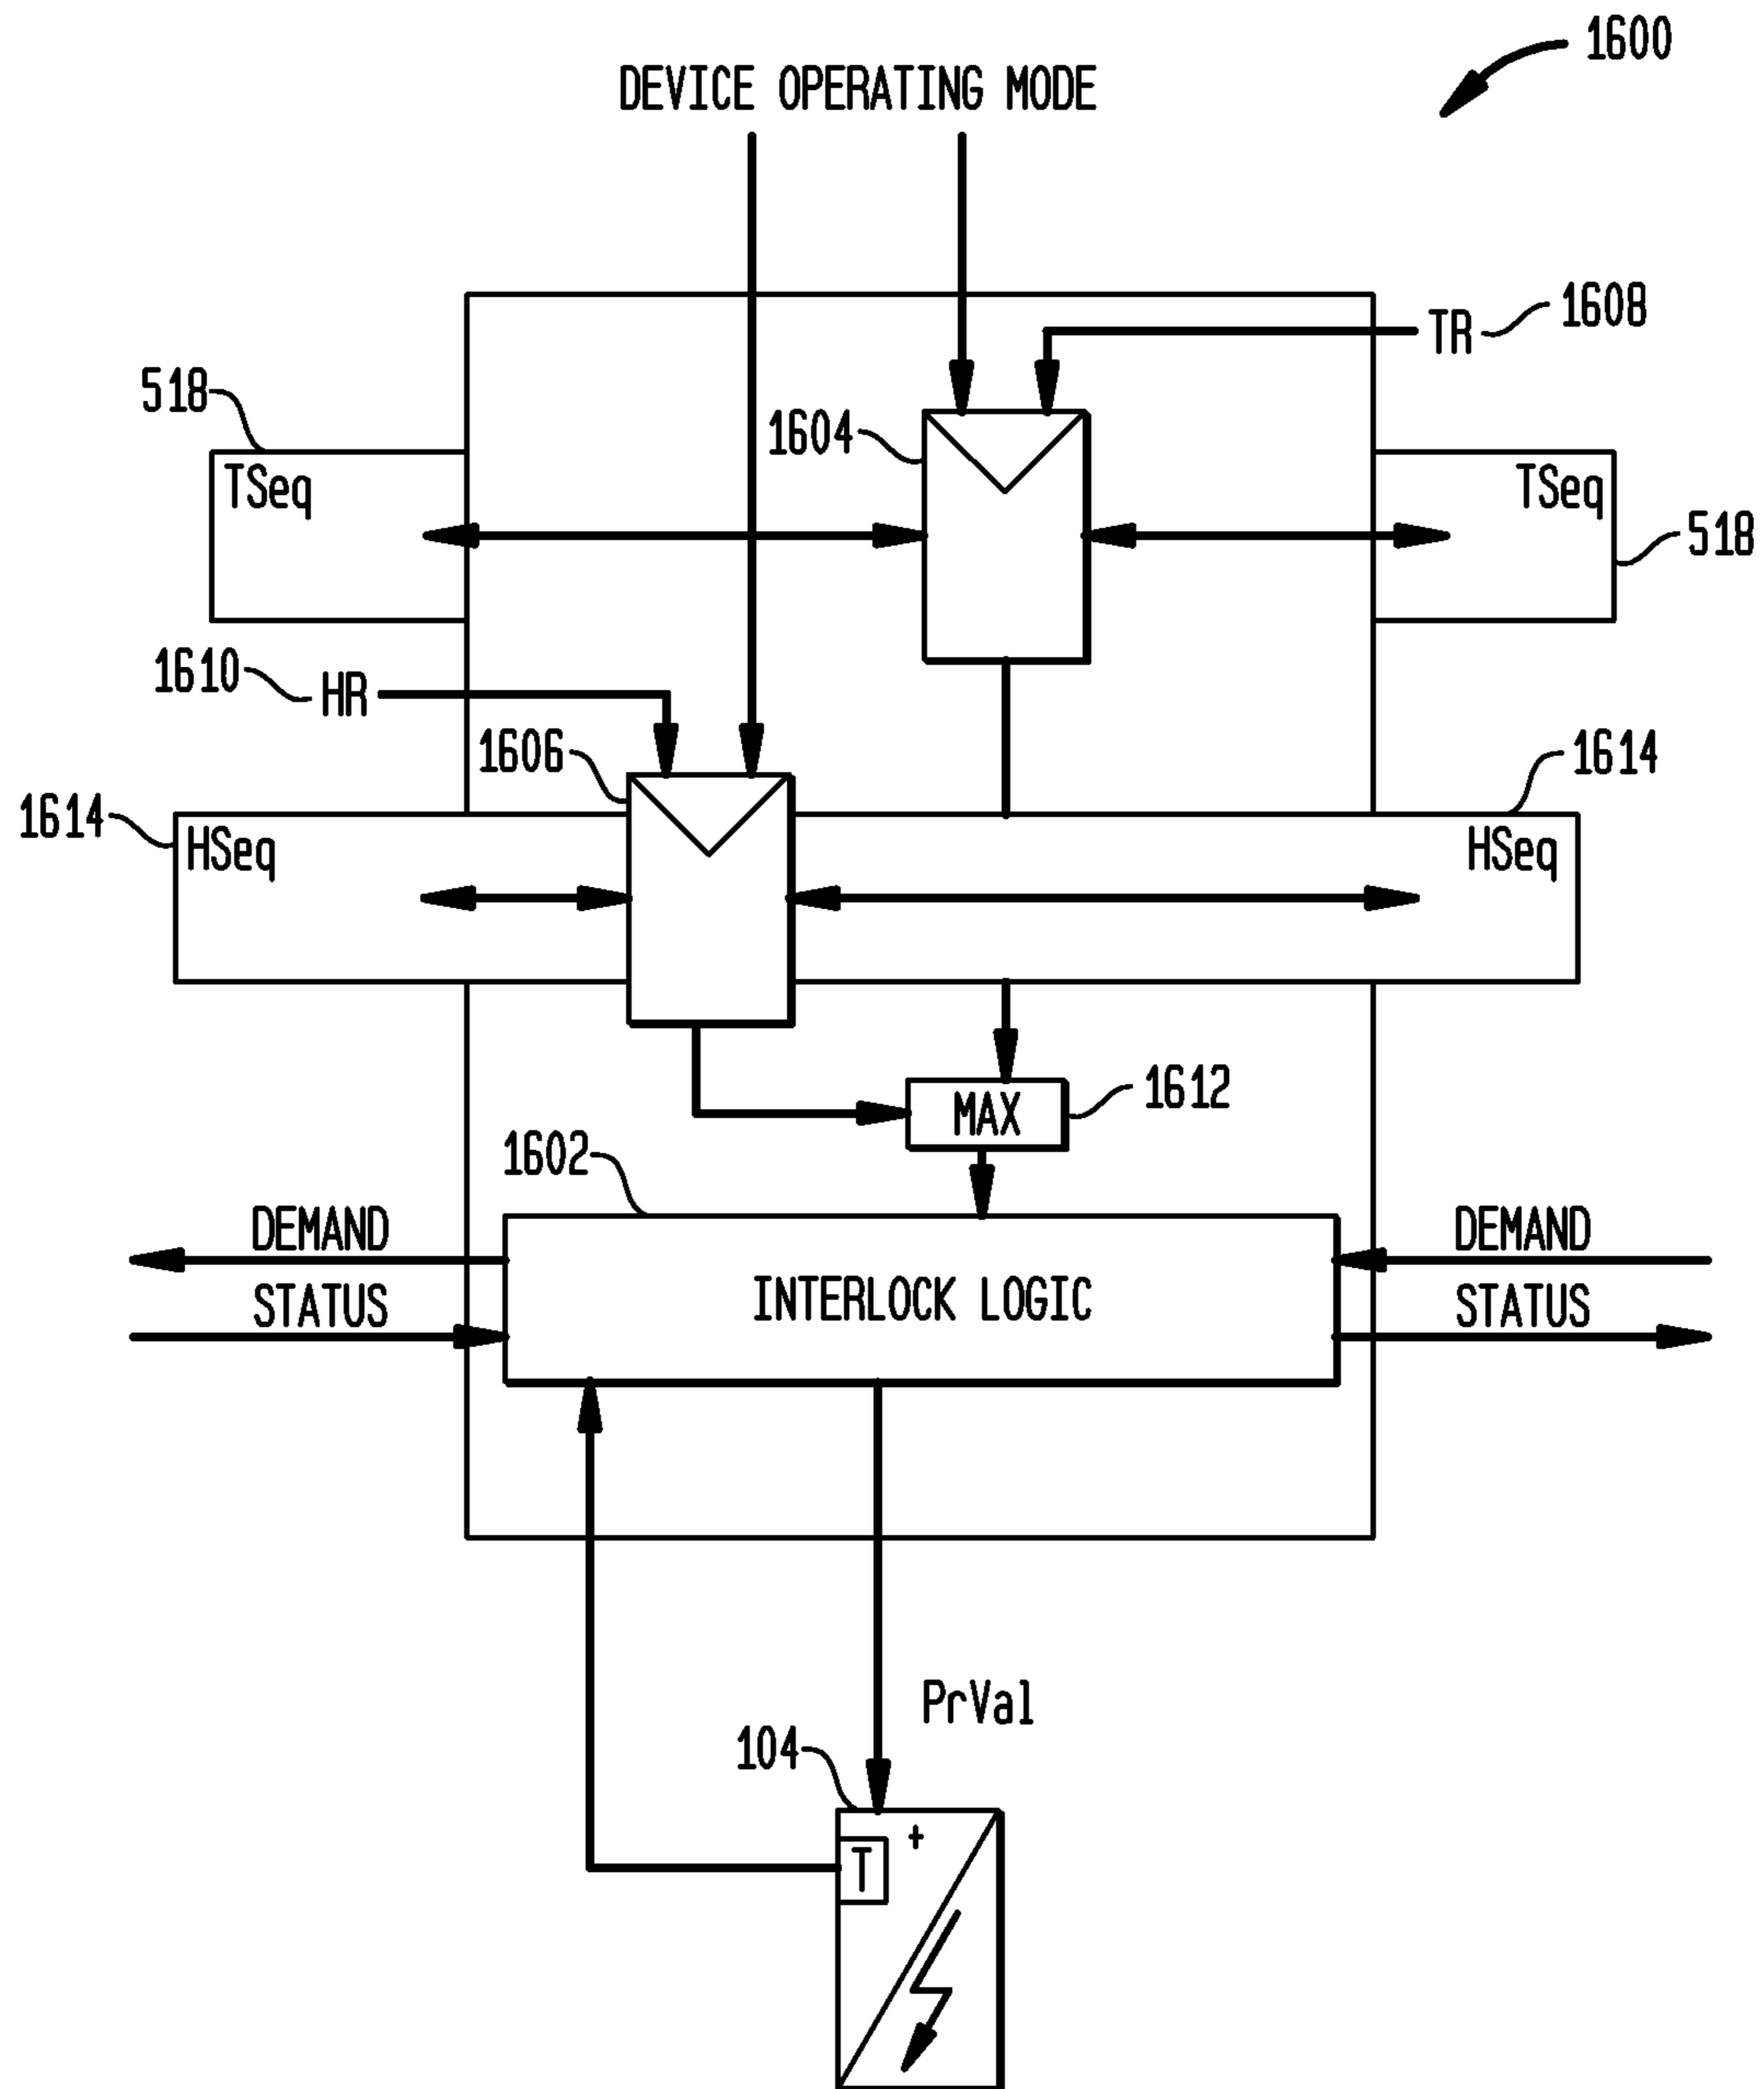 1600
DEVICE OPERATING MODE
TR 1608
518
1604
TSeq
TSeq
518
1610 HR
1606
1614
1614
HSeq
HSeq
MAX
1612
1602
DEMAND
DEMAND
INTERLOCK LOGIC
STATUS
STATUS
PrVal
104
+
T